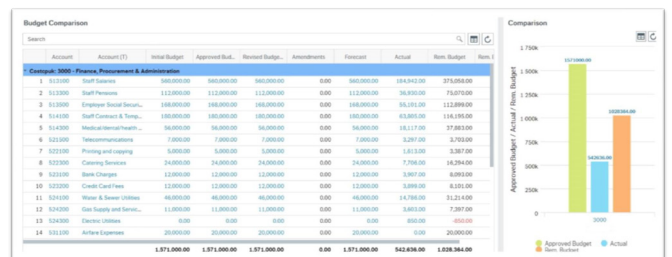 Budget Comparison
Search
Account Account (T) Initial Budget Approved Bud... Revised Budge... Amendments Forecast Actual Rem. Budget Rem.
Costopuk: 3000 - Finance, Procurement & Administration
1 513100 Staff Salaries 560,000.00 560,000.00 560,000.00 0.00 560,000.00 184,942.00 375,058.00
2 513300 Staff Pensions 112,000.00 112,000.00 112,000.00 0.00 112,000.00 36,930.00 75,070.00
3 513500 Employer Social Secur... 168,000.00 168,000.00 168,000.00 0.00 168,000.00 55,101.00 112,899.00
4 514100 Staff Contract & Temp... 180,000.00 180,000.00 180,000.00 0.00 180,000.00 63,805.00 116,195.00
5 514300 Medical/dental/health ... 56,000.00 56,000.00 56,000.00 0.00 56,000.00 18,117.00 37,883.00
6 521500 Telecommunications 7,000.00 7,000.00 7,000.00 0.00 7,000.00 3,297.00 3,703.00
7 522100 Printing and copying 5,000.00 5,000.00 5,000.00 0.00 5,000.00 1,613.00 3,387.00
8 522300 Catering Services 24,000.00 24,000.00 24,000.00 0.00 24,000.00 7,706.00 16,294.00
9 523100 Bank Charges 12,000.00 12,000.00 12,000.00 0.00 12,000.00 3,907.00 8,093.00
10 523200 Credit Card Fees 12,000.00 12,000.00 12,000.00 0.00 12,000.00 3,899.00 8,101.00
11 524100 Water & Sewer Utilities 46,000.00 46,000.00 46,000.00 0.00 46,000.00 14,786.00 31,214.00
12 524200 Gas Supply and Servic... 11,000.00 11,000.00 11,000.00 0.00 11,000.00 3,603.00 7,397.00
13 524300 Electric Utilities 0.00 0.00 0.00 0.00 0.00 850.00 -850.00
14 531100 Airfare Expenses 20,000.00 20,000.00 20,000.00 0.00 20,000.00 0.00 20,000.00
1,571,000.00 1,571,000.00 1,571,000.00 0.00 1,571,000.00 542,636.00 1,028,364.00
Comparison
Approved Budget / Actual / Rem. Budget
1 750k
1 500k
1 250k
1 000k
750k
500k
250k
0
1571000.00
542636.00
1028364.00
3000
Approved Budget Actual
Rem. Budget